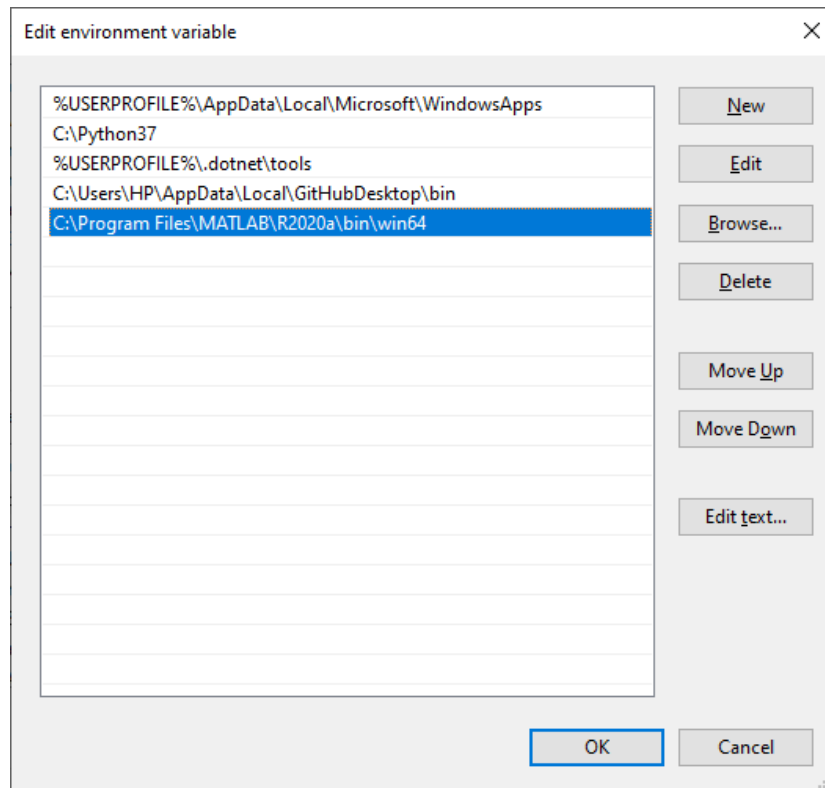 Edit environment variable
%USERPROFILE%\AppData\Local\Microsoft\WindowsApps
C:\Python37
%USERPROFILE%\.dotnet\tools
C:\Users\HP\AppData\Local\GitHubDesktop\bin
C:\Program Files\MATLAB\R2020a\bin\win64
New
Edit
Browse...
Delete
Move Up
Move Down
Edit text...
OK
Cancel